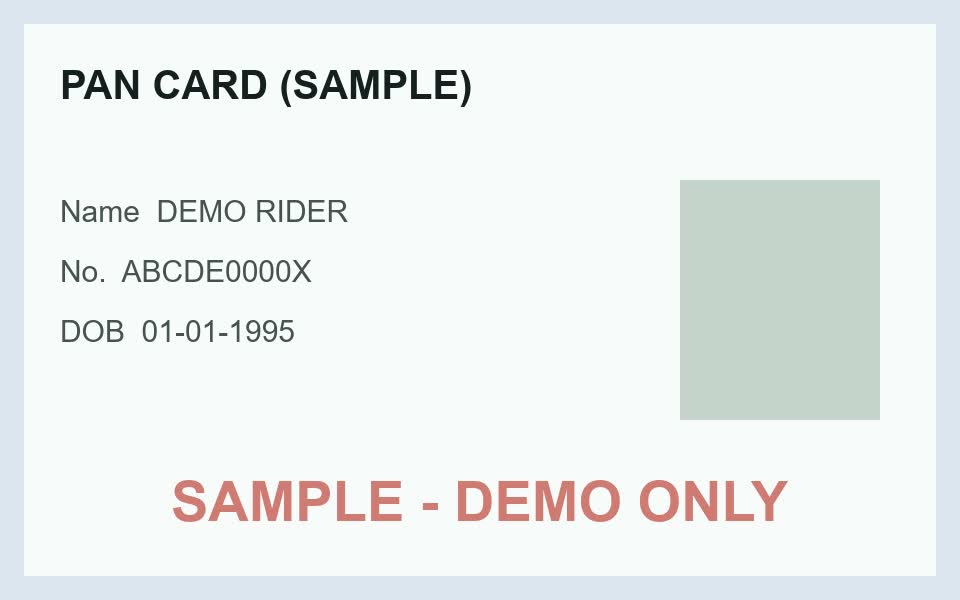 PAN CARD (SAMPLE)
Name DEMO RIDER
No. ABCDE0000X
DOB 01-01-1995
SAMPLE - DEMO ONLY